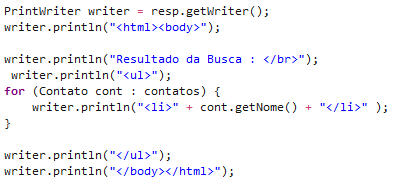 PrintWriter writer = resp.getWriter();
writer.println("<html><body>");
writer.println("Resultado da Busca : </br>");
writer.println("<ul>");
for (Contato cont : contatos) {
writer.println("<li>" + cont.getNome() + "</li>" );
}
writer.println("</ul>");
writer.println("</body></html>");